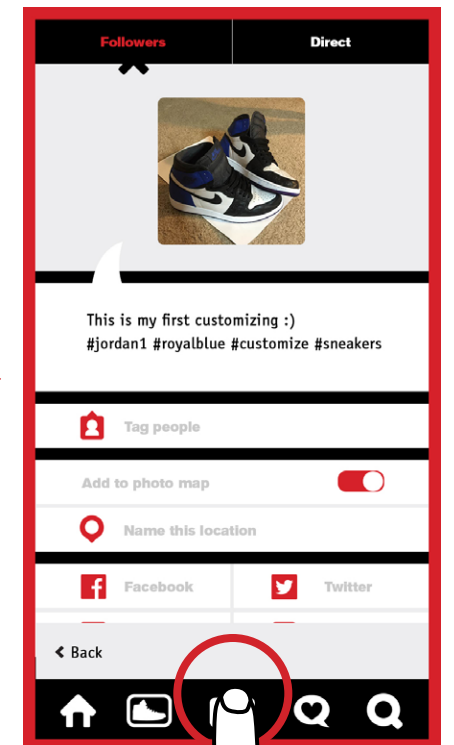 Followers
Direct
This is my first customizing :)
#jordan1 #royalblue #customize #sneakers
Tag people
Add to photo map
Name this location
Facebook
Twitter
Back